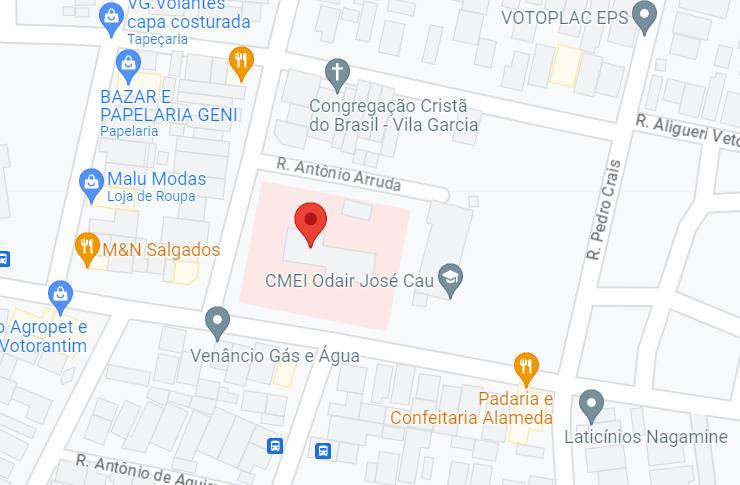 VG.Volantes
capa costurada
Tapeçaria
VOTOPLAC EPS
BAZAR E
PAPELARIA GENI
Papelaria
Congregação Cristã
do Brasil - Vila Garcia
R. Aligueri Veto
R. Antônio Arruda
Malu Modas
Loja de Roupa
R. Pedro Crais
M&N Salgados
CMEI Odair José Cau
o Agropet e
Votorantim
Venâncio Gás e Água
Padaria e
Confeitaria Alameda
Laticínios Nagamine
R. Antônio de Aguir